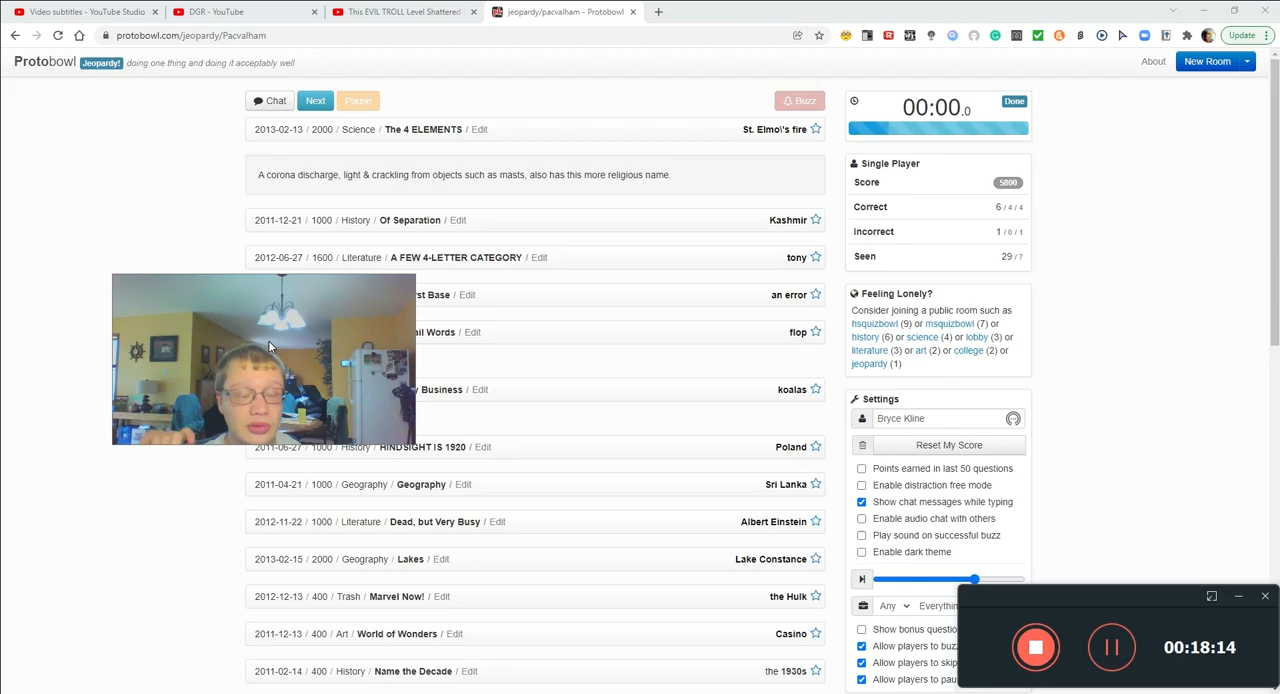 Video subtitles - YouTube Studio
DGR - YouTube
This EVIL TROLL Level Shattered
jeopardy/pacvalham - Protobowl
protobowl.com/jeopardy/Pacvalham
Update
Protobowl Jeopardy! doing one thing and doing it acceptably well
About
New Room
Chat
Next
Pause
Buzz
2013-02-13 / 2000 / Science / The 4 ELEMENTS / Edit
St. Elmo\'s fire
A corona discharge, light & crackling from objects such as masts, also has this more religious name.
2011-12-21 / 1000 / History / Of Separation / Edit
Kashmir
2012-06-27 / 1600 / Literature / A FEW 4-LETTER CATEGORY / Edit
tony
rst Base / Edit
an error
ail Words / Edit
flop
y Business / Edit
koalas
2011-06-27 / 1000 / History / HINDSIGHT IS 1920 / Edit
Poland
2011-04-21 / 1000 / Geography / Geography / Edit
Sri Lanka
2012-11-22 / 1000 / Literature / Dead, but Very Busy / Edit
Albert Einstein
2013-02-15 / 2000 / Geography / Lakes / Edit
Lake Constance
2012-12-13 / 400 / Trash / Marvel Now! / Edit
the Hulk
2011-12-13 / 400 / Art / World of Wonders / Edit
Casino
2011-02-14 / 400 / History / Name the Decade / Edit
the 1930s
00:00.0
Done
Single Player
Score 5800
Correct 6 / 4 / 4
Incorrect 1 / 0 / 1
Seen 29 / 7
Feeling Lonely?
Consider joining a public room such as
hsquizbowl (9) or msquizbowl (7) or
history (6) or science (4) or lobby (3) or
literature (3) or art (2) or college (2) or
jeopardy (1)
Settings
Bryce Kline
Reset My Score
Points earned in last 50 questions
Enable distraction free mode
Show chat messages while typing
Enable audio chat with others
Play sound on successful buzz
Enable dark theme
Any Everythin
Show bonus questio
Allow players to buzz
Allow players to skip
Allow players to pau
00:18:14